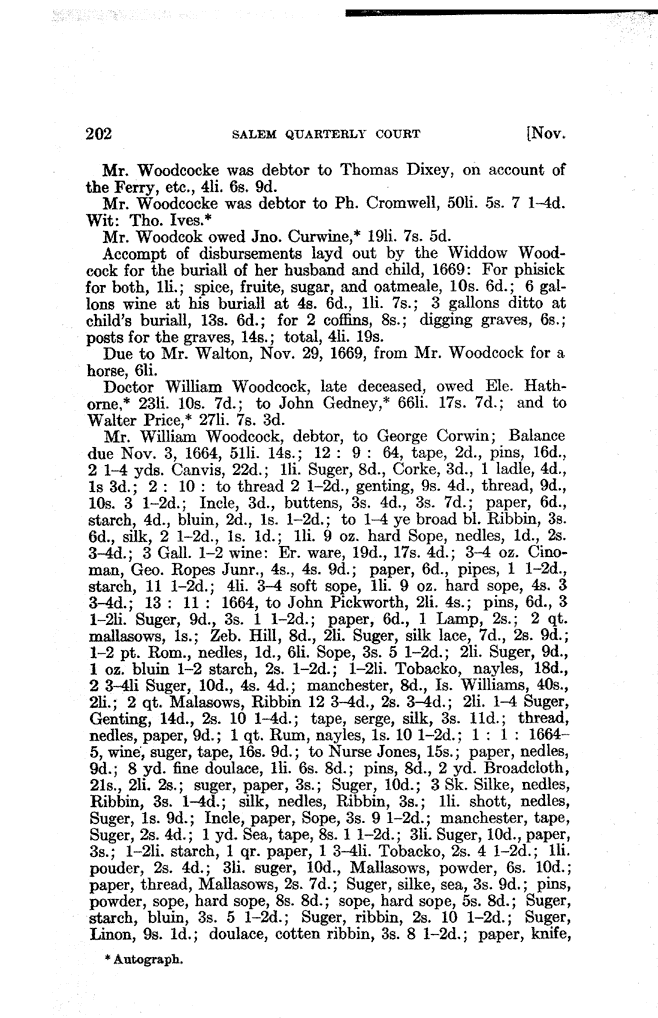 202 SALEM QUARTERLY COURT [Nov.
Mr. Woodcocke was debtor to Thomas Dixey, on account of
the Ferry, etc., 4li. 6s. 9d.
Mr. Woodcocke was debtor to Ph. Cromwell, 50li. 5s. 7 1-4d.
Wit: Tho. Ives.*
Mr. Woodcok owed Jno. Curwine,* 19li. 7s. 5d.
Accompt of disbursements layd out by the Widdow Wood-
cock for the buriall of her husband and child, 1669: For phisick
for both, 1li.; spice, fruite, sugar, and oatmeale, 10s. 6d.; 6 gal-
lons wine at his buriall at 4s. 6d., 1li. 7s.; 3 gallons ditto at
child's buriall, 13s. 6d.; for 2 coffins, 8s.; digging graves, 6s.;
posts for the graves, 14s.; total, 4li. 19s.
Due to Mr. Walton, Nov. 29, 1669, from Mr. Woodcock for a
horse, 6li.
Doctor William Woodcock, late deceased, owed Ele. Hath-
orne,* 23li. 10s. 7d.; to John Gedney,* 66li. 17s. 7d.; and to
Walter Price,* 27li. 7s. 3d.
Mr. William Woodcock, debtor, to George Corwin; Balance
due Nov. 3, 1664, 51li. 14s.; 12 : 9 : 64, tape, 2d., pins, 16d.,
2 1-4 yds. Canvis, 22d.; 1li. Suger, 8d., Corke, 3d., 1 ladle, 4d.,
1s 3d.; 2 : 10 : to thread 2 1-2d., genting, 9s. 4d., thread, 9d.,
10s. 3 1-2d.; Incle, 3d., buttens, 3s. 4d., 3s. 7d.; paper, 6d.,
starch, 4d., bluin, 2d., 1s. 1-2d.; to 1-4 ye broad bl. Ribbin, 3s.
6d., silk, 2 1-2d., 1s. 1d.; 1li. 9 oz. hard Sope, nedles, 1d., 2s.
3-4d.; 3 Gall. 1-2 wine: Er. ware, 19d., 17s. 4d.; 3-4 oz. Cino-
man, Geo. Ropes Junr., 4s., 4s. 9d.; paper, 6d., pipes, 1 1-2d.,
starch, 11 1-2d.; 4li. 3-4 soft sope, 1li. 9 oz. hard sope, 4s. 3
3-4d.; 13 : 11 : 1664, to John Pickworth, 2li. 4s.; pins, 6d., 3
1-2li. Suger, 9d., 3s. 1 1-2d.; paper, 6d., 1 Lamp, 2s.; 2 qt.
mallasows, 1s.; Zeb. Hill, 8d., 2li. Suger, silk lace, 7d., 2s. 9d.;
1-2 pt. Rom., nedles, 1d., 6li. Sope, 3s. 5 1-2d.; 2li. Suger, 9d.,
1 oz. bluin 1-2 starch, 2s. 1-2d.; 1-2li. Tobacko, nayles, 18d.,
2 3-4li Suger, 10d., 4s. 4d.; manchester, 8d., Is. Williams, 40s.,
2li.; 2 qt. Malasows, Ribbin 12 3-4d., 2s. 3-4d.; 2li. 1-4 Suger,
Genting, 14d., 2s. 10 1-4d.; tape, serge, silk, 3s. 11d.; thread,
nedles, paper, 9d.; 1 qt. Rum, nayles, 1s. 10 1-2d.; 1 : 1 : 1664-
5, wine, suger, tape, 16s. 9d.; to Nurse Jones, 15s.; paper, nedles,
9d.; 8 yd. fine doulace, 1li. 6s. 8d.; pins, 8d., 2 yd. Broadcloth,
21s., 2li. 2s.; suger, paper, 3s.; Suger, 10d.; 3 Sk. Silke, nedles,
Ribbin, 3s. 1-4d.; silk, nedles, Ribbin, 3s.; 1li. shott, nedles,
Suger, 1s. 9d.; Incle, paper, Sope, 3s. 9 1-2d.; manchester, tape,
Suger, 2s. 4d.; 1 yd. Sea, tape, 8s. 1 1-2d.; 3li. Suger, 10d., paper,
3s.; 1-2li. starch, 1 qr. paper, 1 3-4li. Tobacko, 2s. 4 1-2d.; 1li.
pouder, 2s. 4d.; 3li. suger, 10d., Mallasows, powder, 6s. 10d.;
paper, thread, Mallasows, 2s. 7d.; Suger, silke, sea, 3s. 9d.; pins,
powder, sope, hard sope, 8s. 8d.; sope, hard sope, 5s. 8d.; Suger,
starch, bluin, 3s. 5 1-2d.; Suger, ribbin, 2s. 10 1-2d.; Suger,
Linon, 9s. 1d.; doulace, cotten ribbin, 3s. 8 1-2d.; paper, knife,
* Autograph.